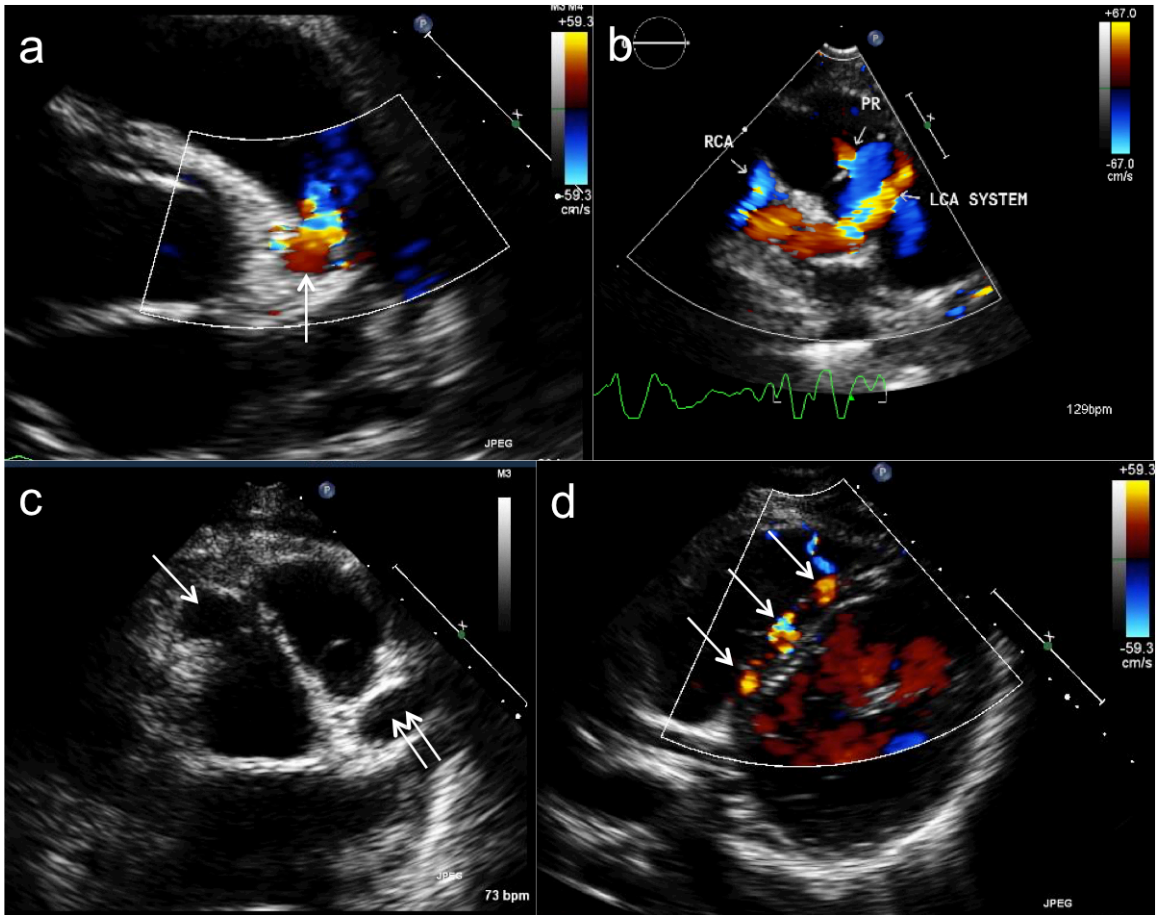 a
M3 M4
+59.3
P
X
-59.3
cm/s
JPEG
b
+67.0
P
PR
X
RCA
-67.0
cm/s
LCA SYSTEM
129bpm
JPEG
c
M3
P
X
JPEG
73 bpm
d
+59.3
P
X
-59.3
cm/s
JPEG